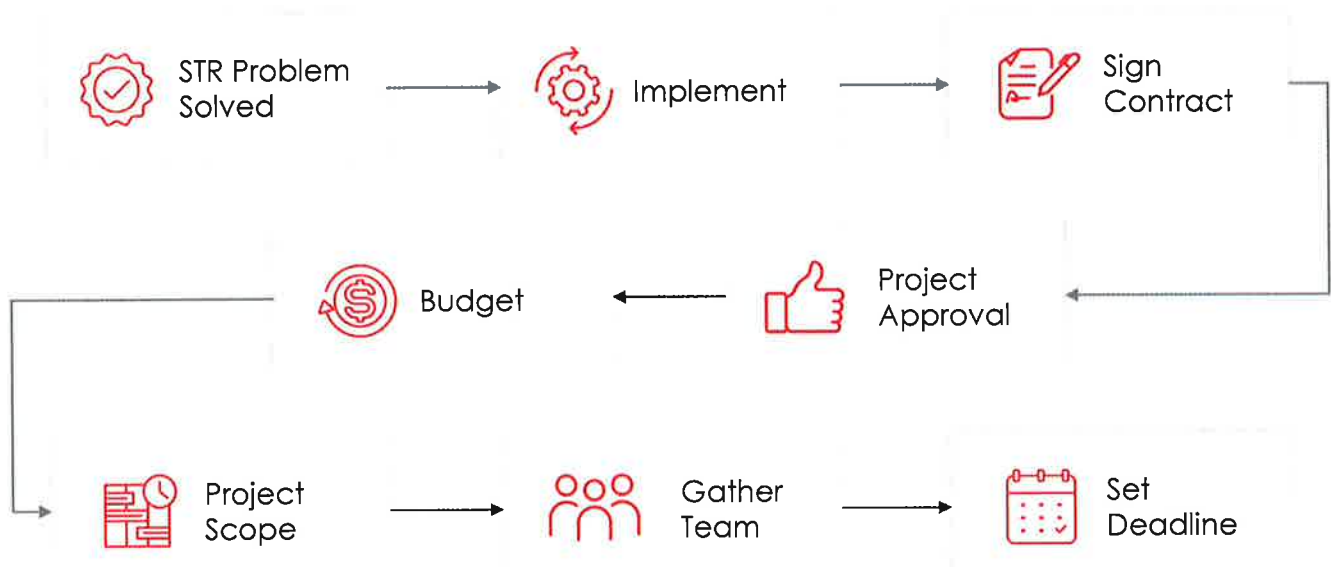 STR Problem
Solved
Implement
Sign
Contract
Budget
Project
Approval
Project
Scope
Gather
Team
Set
Deadline